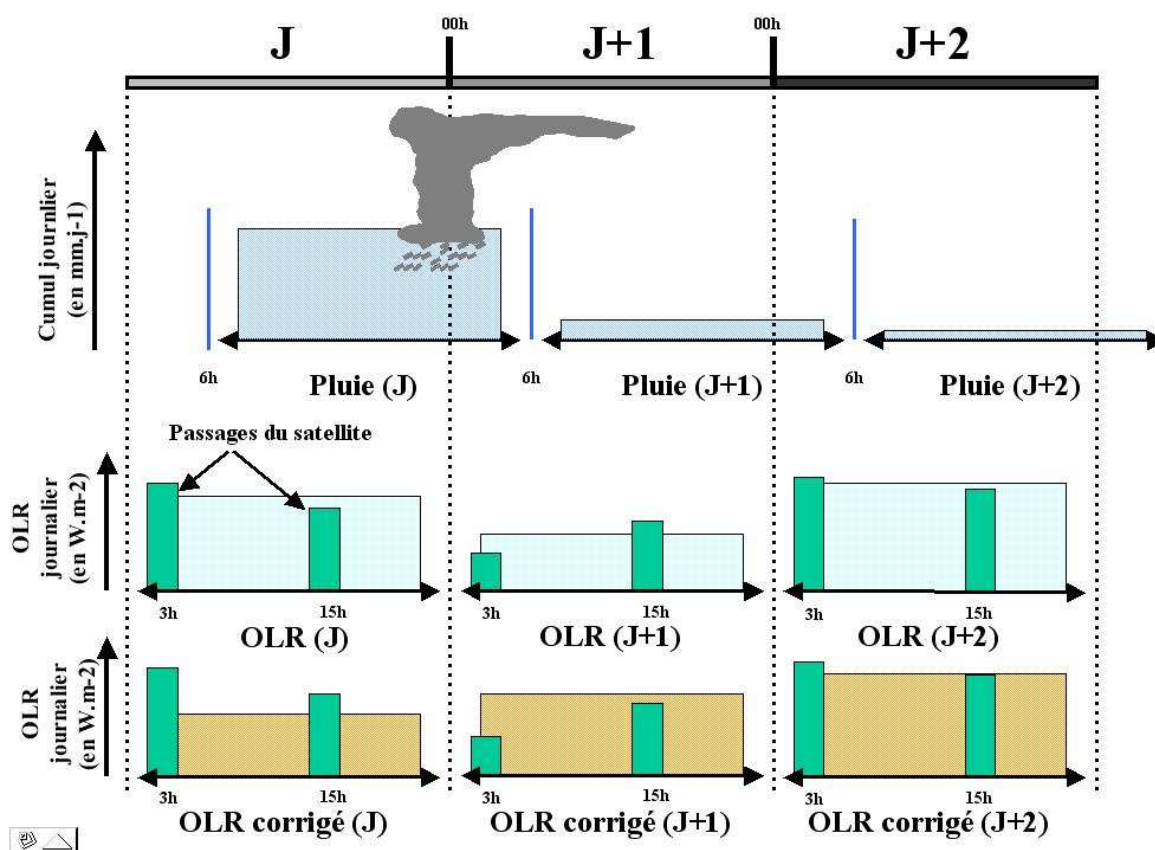 00h 00h
J J+1 J+2
Cumul journlier
(en mm.j-1)
6h 6h 6h
Pluie (J) Pluie (J+1) Pluie (J+2)
Passages du satellite
OLR
journalier
(en W.m-2)
3h 15h 3h 15h 3h 15h
OLR (J) OLR (J+1) OLR (J+2)
OLR
journalier
(en W.m-2)
3h 15h 3h 15h 3h 15h
OLR corrigé (J) OLR corrigé (J+1) OLR corrigé (J+2)